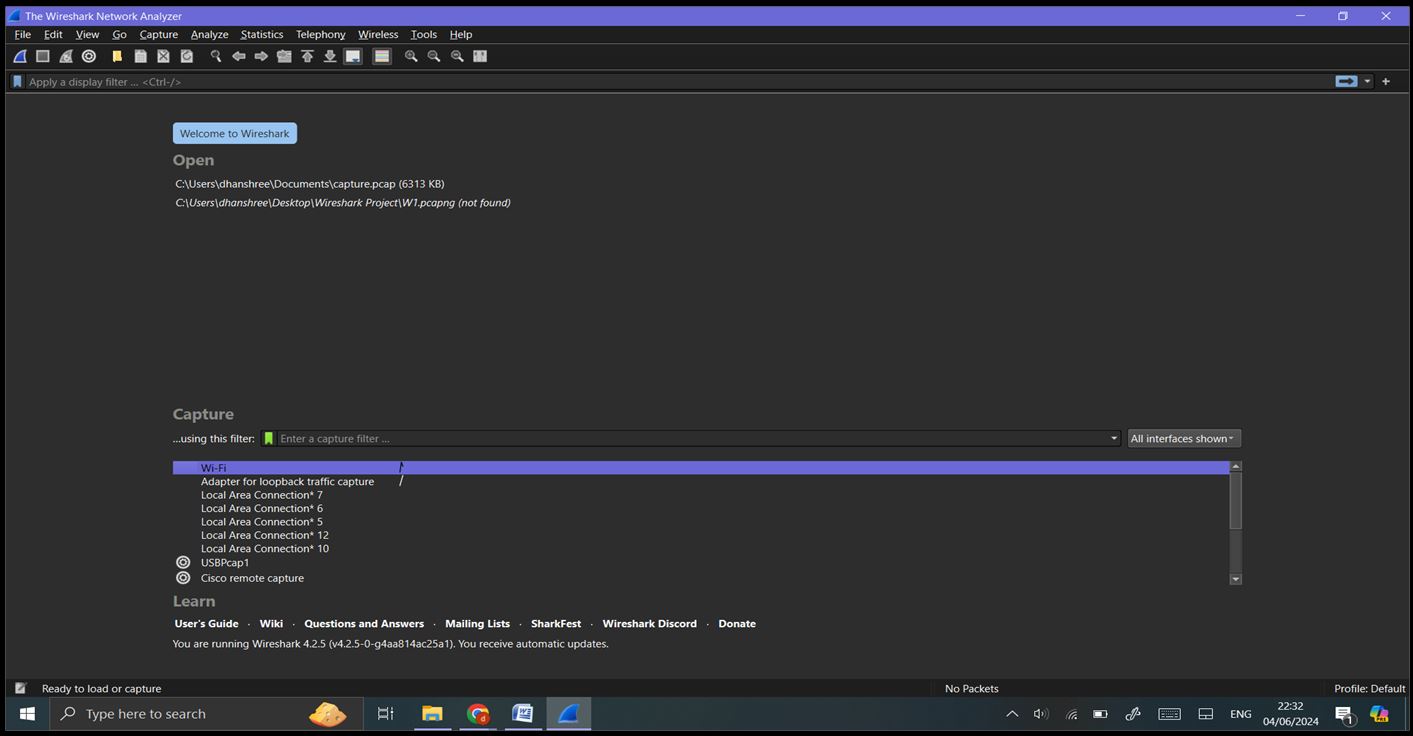 The Wireshark Network Analyzer
File Edit View Go Capture Analyze Statistics Telephony Wireless Tools Help
Apply a display filter ... <Ctrl-/>
Welcome to Wireshark
Open
C:\Users\dhanshree\Documents\capture.pcap (6313 KB)
C:\Users\dhanshree\Desktop\Wireshark Project\W1.pcapng (not found)
Capture
...using this filter: Enter a capture filter ... All interfaces shown
Wi-Fi
Adapter for loopback traffic capture
Local Area Connection* 7
Local Area Connection* 6
Local Area Connection* 5
Local Area Connection* 12
Local Area Connection* 10
USBPcap1
Cisco remote capture
Learn
User's Guide · Wiki · Questions and Answers · Mailing Lists · SharkFest · Wireshark Discord · Donate
You are running Wireshark 4.2.5 (v4.2.5-0-g4aa814ac25a1). You receive automatic updates.
Ready to load or capture No Packets Profile: Default
Type here to search ENG 22:32
04/06/2024 1